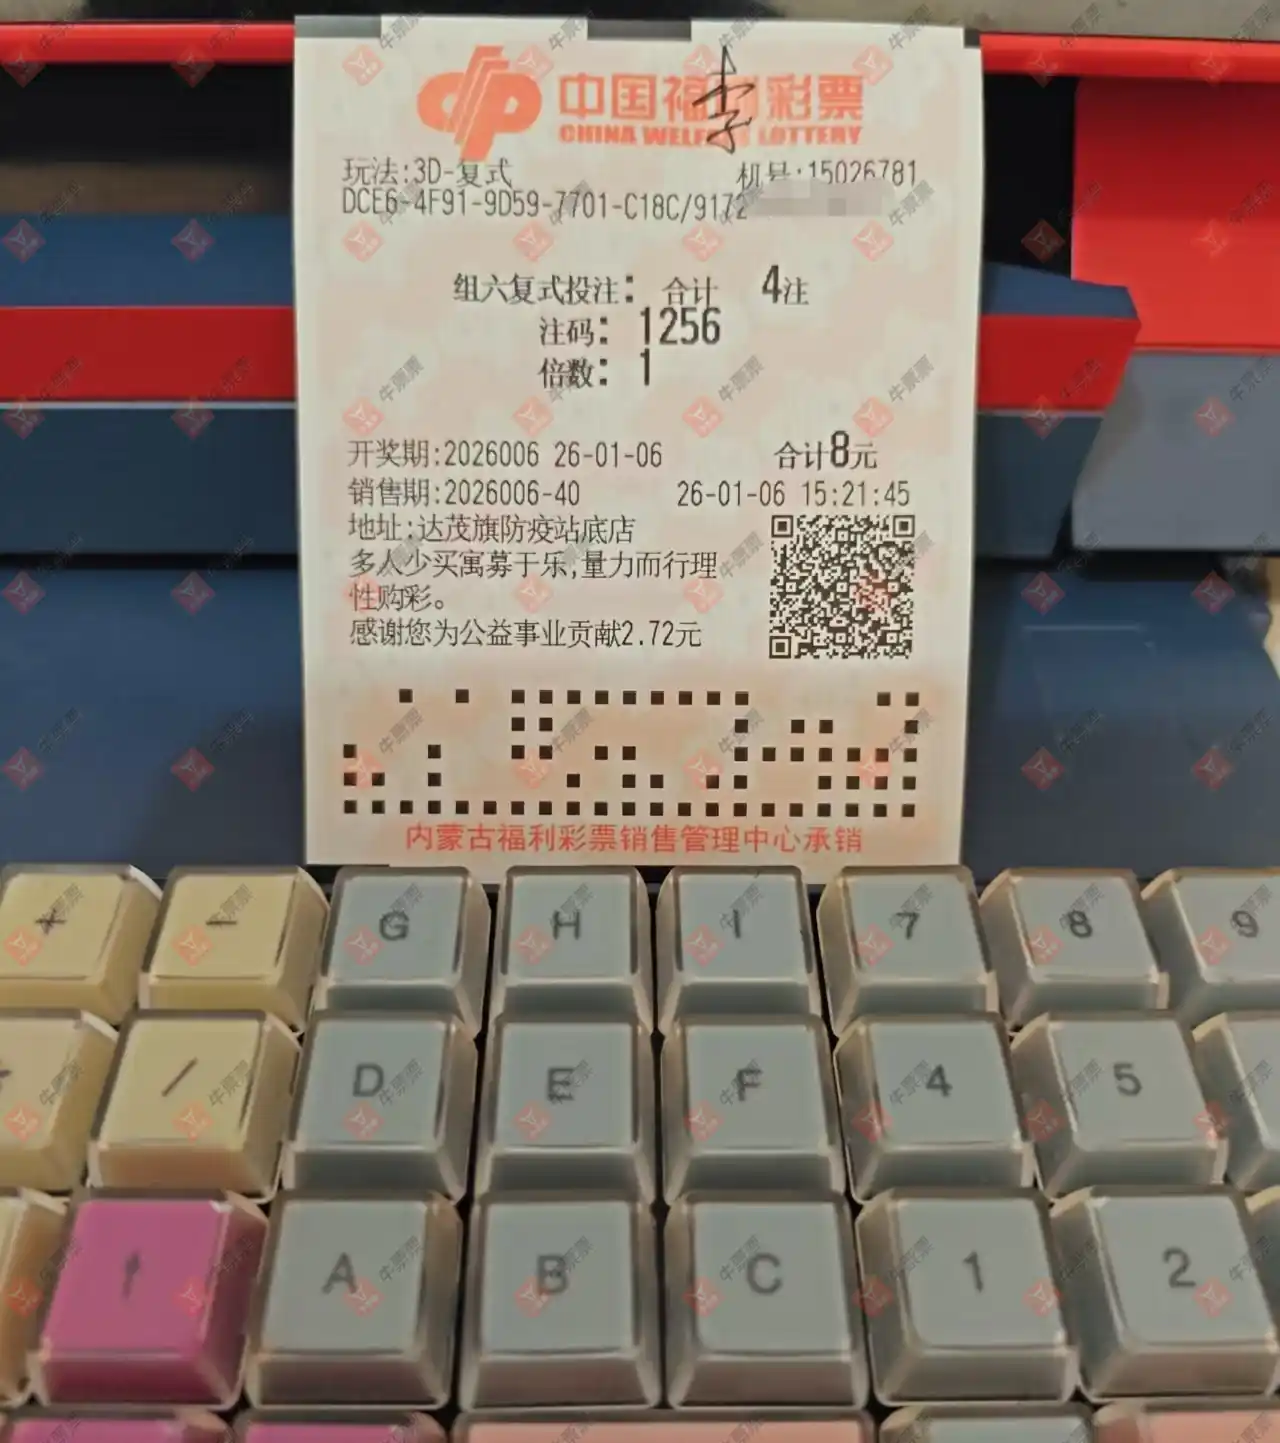 中国福利彩票
CHINA WELFARE LOTTERY
李
玩法:3D-复式 机号:15026781
DCE6-4F91-9D59-7701-C18C/9172
组六复式投注: 合计 4注
注码: 1256
倍数: 1
开奖期:2026006 26-01-06 合计8元
销售期:2026006-40 26-01-06 15:21:45
地址:达茂旗防疫站底店
多人少买寓募于乐,量力而行理
性购彩。
感谢您为公益事业贡献2.72元
内蒙古福利彩票销售管理中心承销
G H I 7 8 9
/ D E F 4 5
↑ A B C 1 2
牛票票